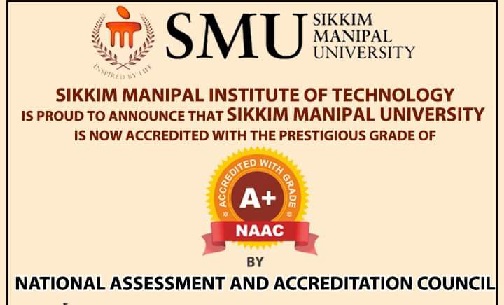 SMU
SIKKIM
MANIPAL
UNIVERSITY
INSPIRED BY LIFE
SIKKIM MANIPAL INSTITUTE OF TECHNOLOGY
IS PROUD TO ANNOUNCE THAT SIKKIM MANIPAL UNIVERSITY
IS NOW ACCREDITED WITH THE PRESTIGIOUS GRADE OF
ACCREDITED WITH GRADE
A+
NAAC
BY
NATIONAL ASSESSMENT AND ACCREDITATION COUNCIL